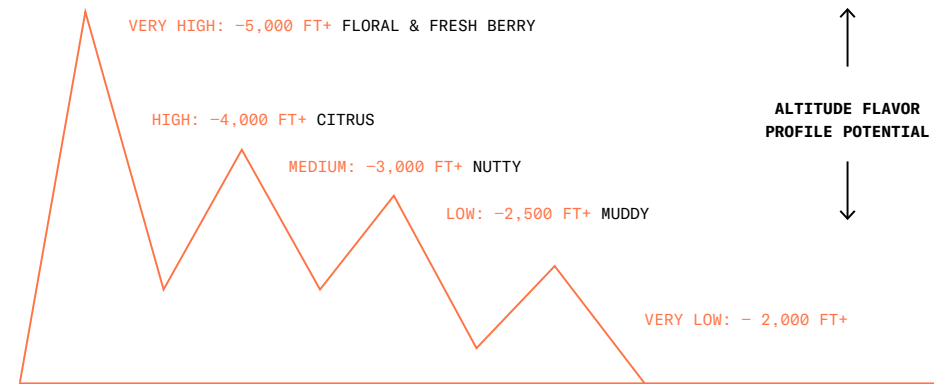 VERY HIGH: −5,000 FT+ FLORAL & FRESH BERRY
HIGH: −4,000 FT+ CITRUS
ALTITUDE FLAVOR
PROFILE POTENTIAL
MEDIUM: −3,000 FT+ NUTTY
LOW: −2,500 FT+ MUDDY
VERY LOW: − 2,000 FT+